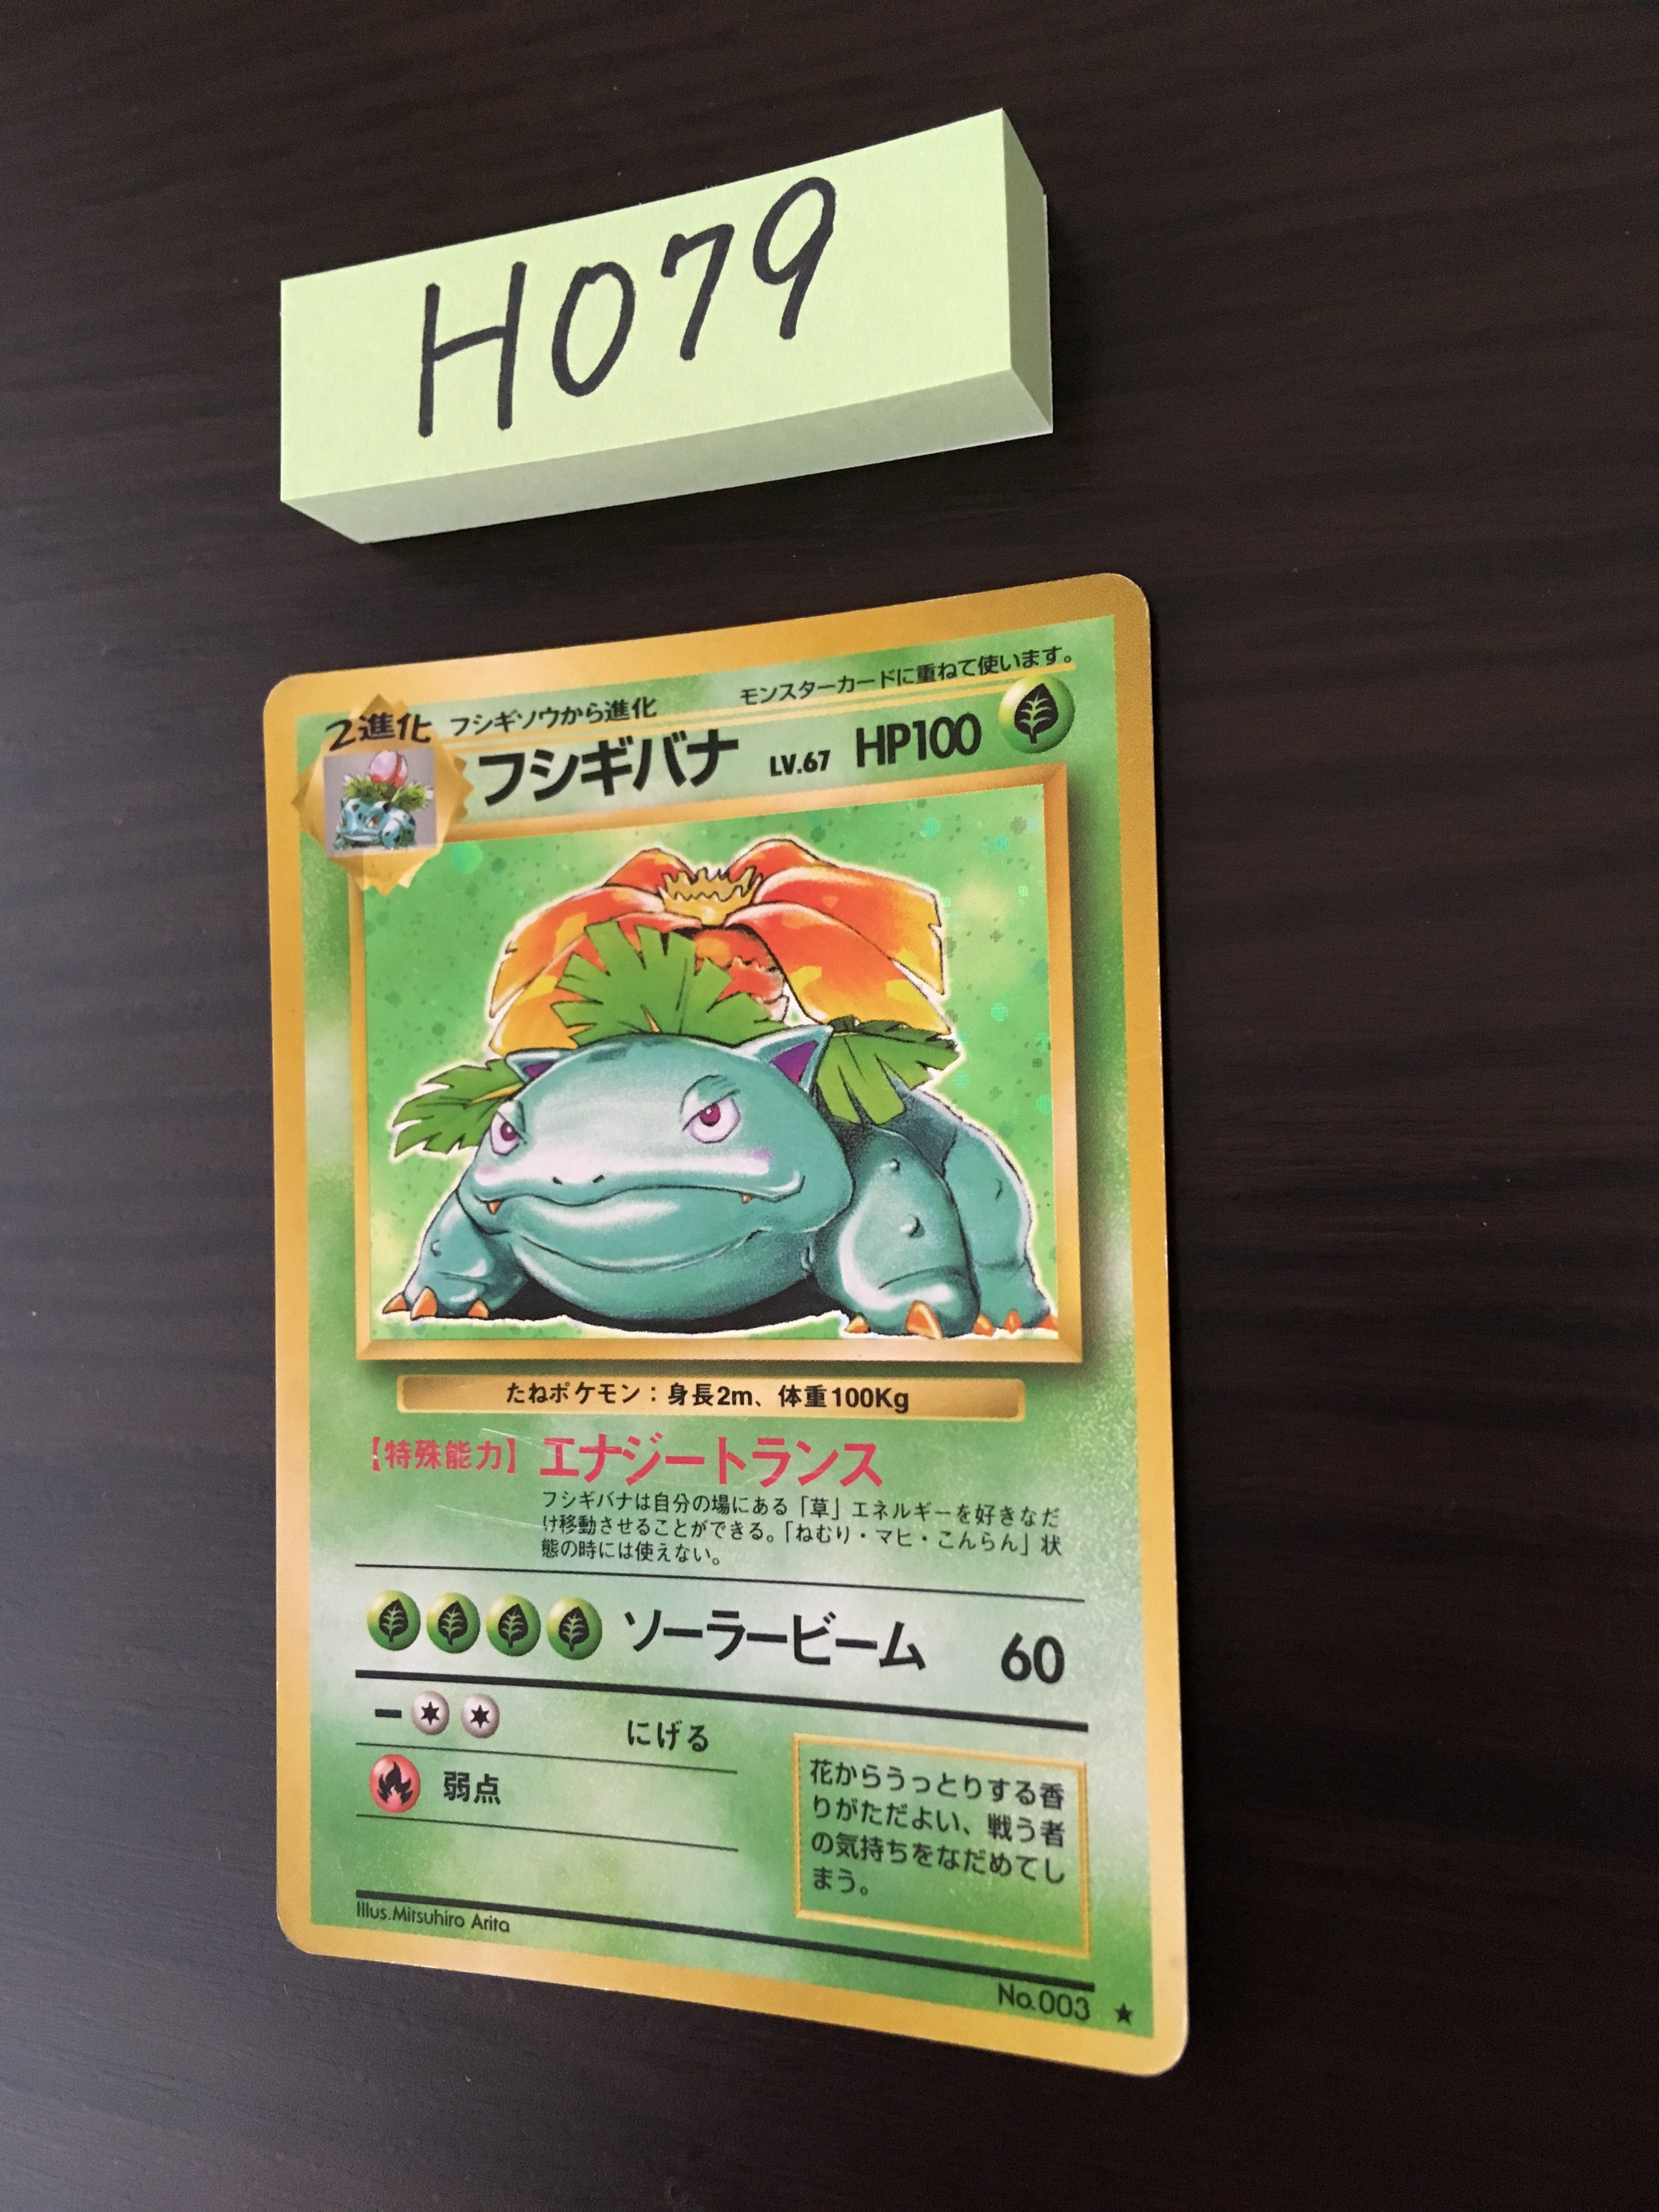 H079
2進化 フシギソウから進化 モンスターカードに重ねて使います。
フシギバナ LV.67 HP100
たねポケモン：身長2m、体重100Kg
【特殊能力】エナジートランス
フシギバナは自分の場にある「草」エネルギーを好きなだ
け移動させることができる。「ねむり・マヒ・こんらん」状
態の時には使えない。
ソーラービーム 60
ー にげる
弱点
花からうっとりする香
りがただよい、戦う者
の気持ちをなだめてし
まう。
Illus.Mitsuhiro Arita
No.003 ★